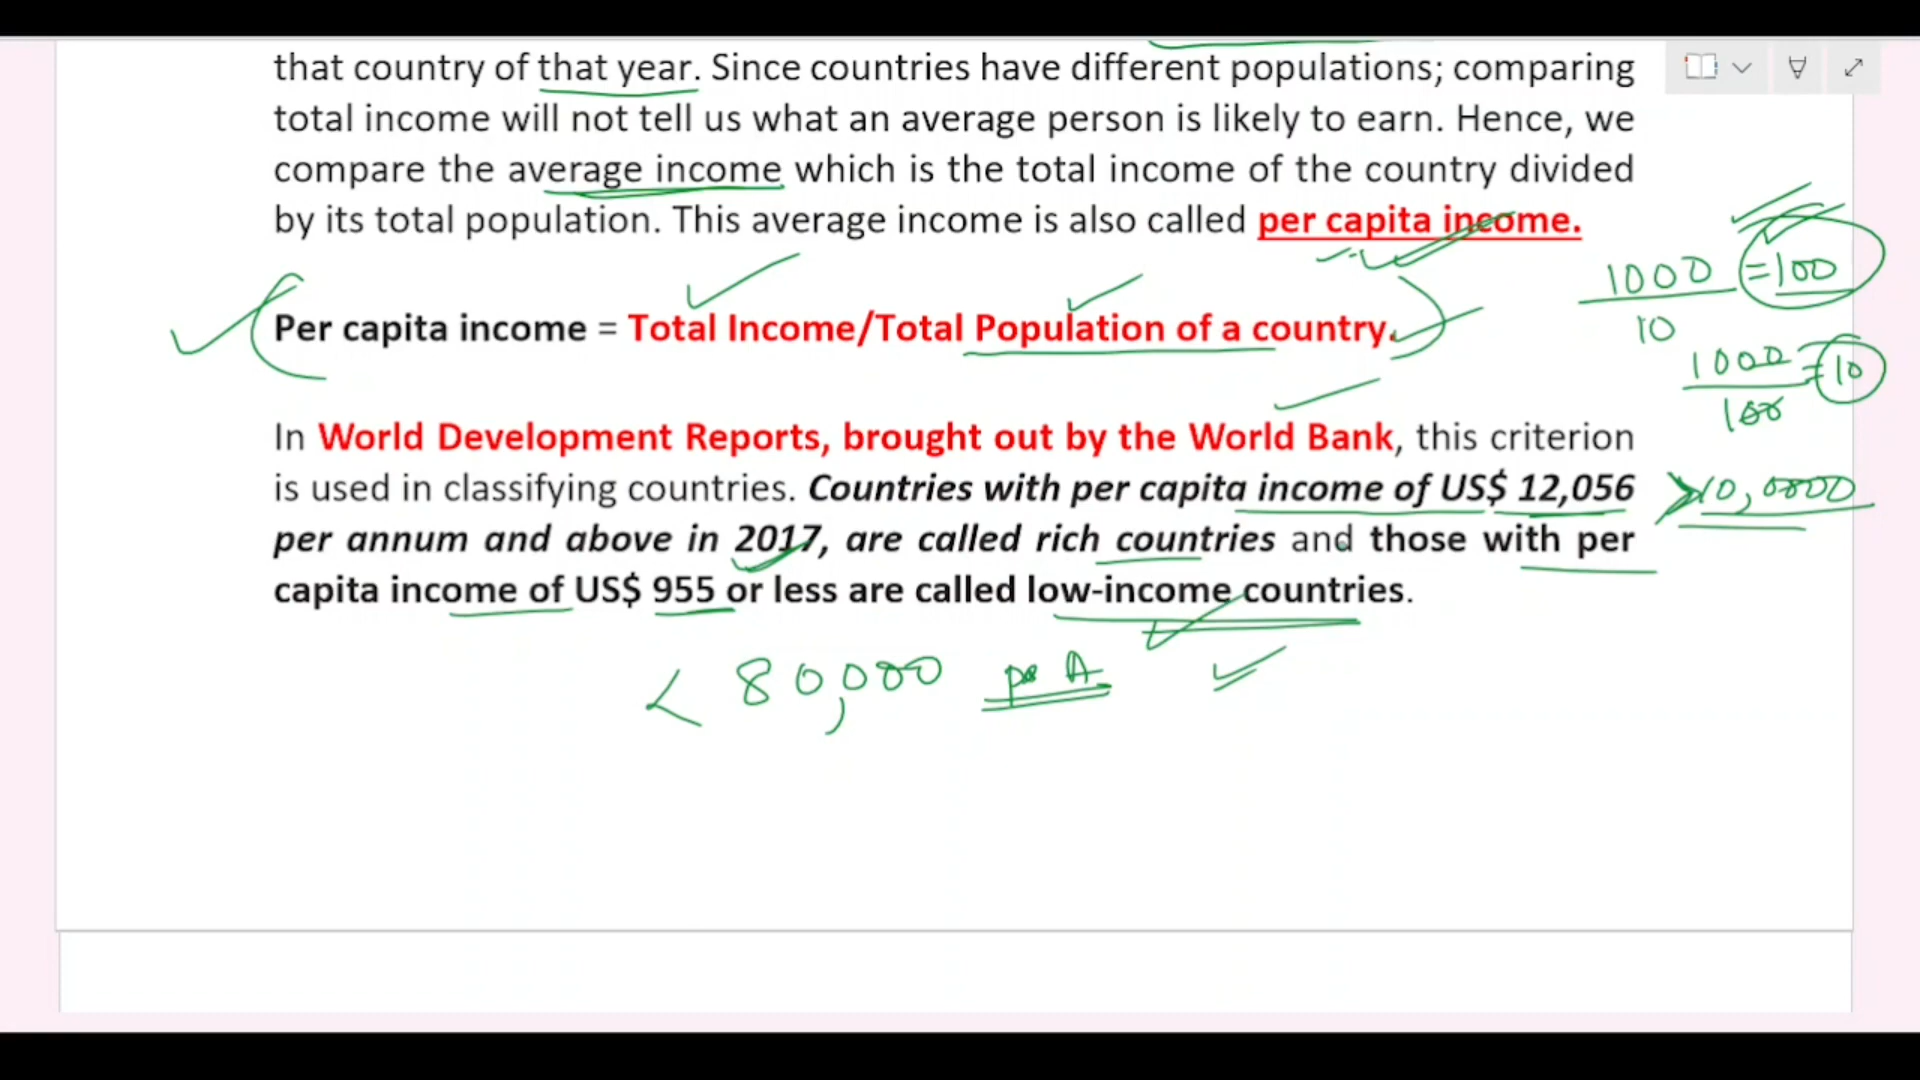 that country of that year. Since countries have different populations; comparing
total income will not tell us what an average person is likely to earn. Hence, we
compare the average income which is the total income of the country divided
by its total population. This average income is also called per capita income.
1000
=100
10
Per capita income = Total Income/Total Population of a country.
1000
=10
100
In World Development Reports, brought out by the World Bank, this criterion
is used in classifying countries. Countries with per capita income of US$ 12,056
per annum and above in 2017, are called rich countries and those with per
capita income of US$ 955 or less are called low-income countries.
< 80,000